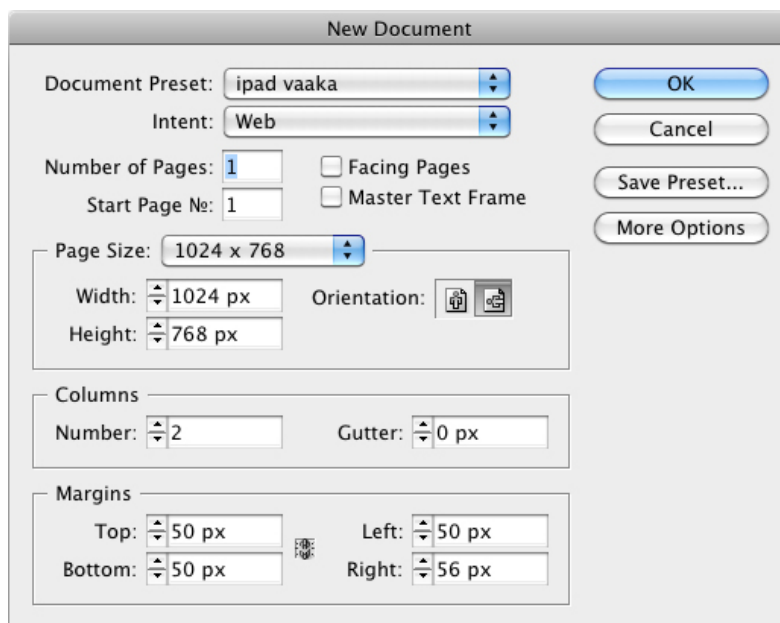 New Document
Document Preset: ipad vaaka
OK
Intent: Web
Cancel
Number of Pages: 1
Facing Pages
Save Preset...
Start Page №: 1
Master Text Frame
More Options
Page Size: 1024 x 768
Width: 1024 px
Orientation:
Height: 768 px
Columns
Number: 2
Gutter: 0 px
Margins
Top: 50 px
Left: 50 px
Bottom: 50 px
Right: 56 px